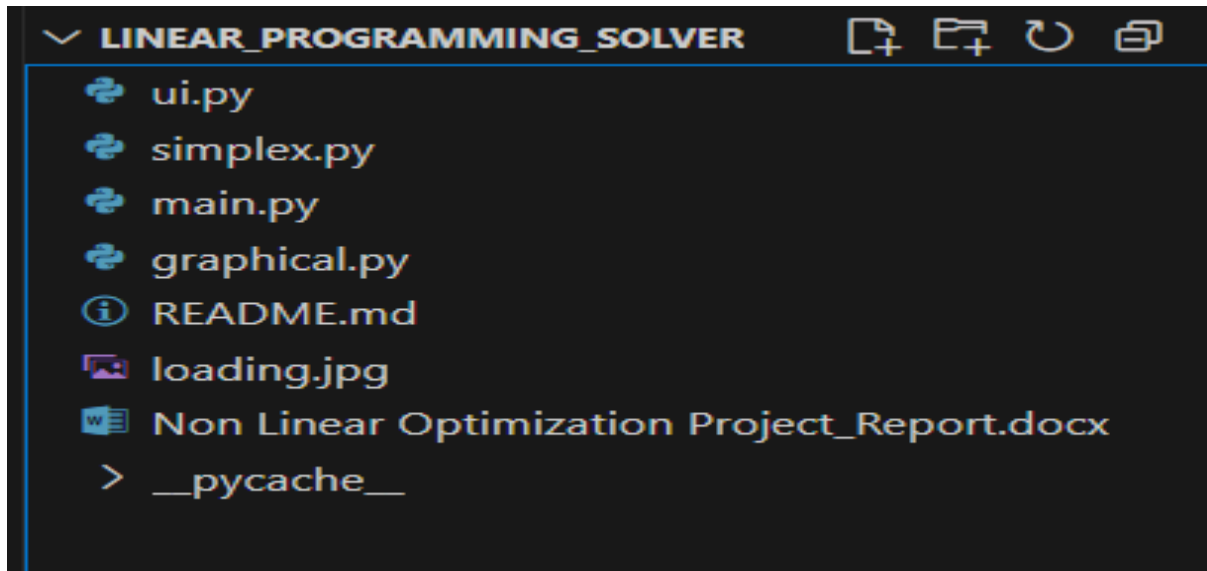 LINEAR_PROGRAMMING_SOLVER
ui.py
simplex.py
main.py
graphical.py
README.md
loading.jpg
Non Linear Optimization Project_Report.docx
__pycache__